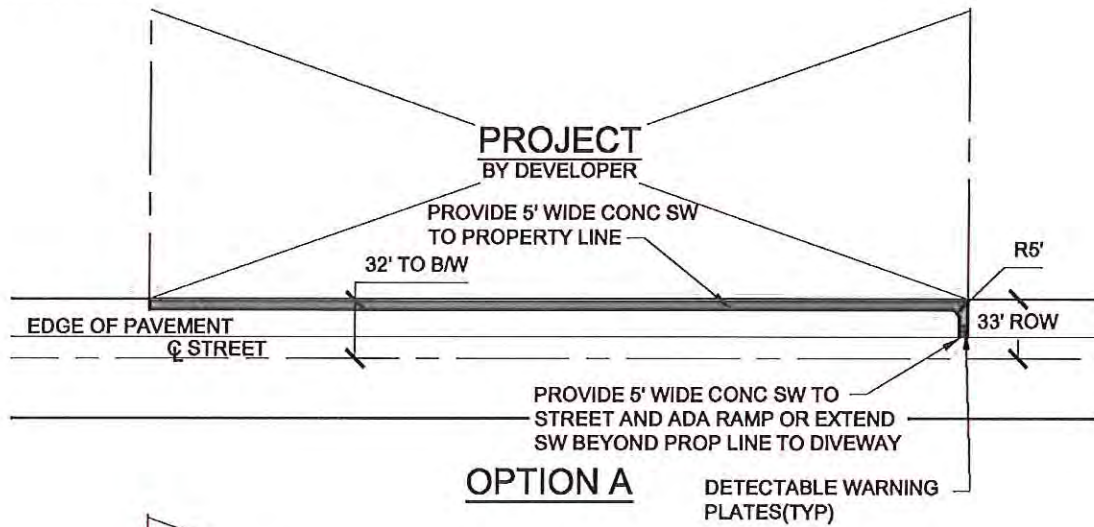 PROJECT
BY DEVELOPER
PROVIDE 5' WIDE CONC SW
TO PROPERTY LINE
32' TO B/W
R5'
EDGE OF PAVEMENT
33' ROW
℄ STREET
PROVIDE 5' WIDE CONC SW TO
STREET AND ADA RAMP OR EXTEND
SW BEYOND PROP LINE TO DIVEWAY
OPTION A
DETECTABLE WARNING
PLATES(TYP)